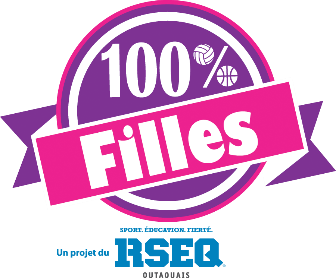 100%
Filles
SPORT. ÉDUCATION. FIERTÉ.
Un projet du RSEQ
OUTAOUAIS